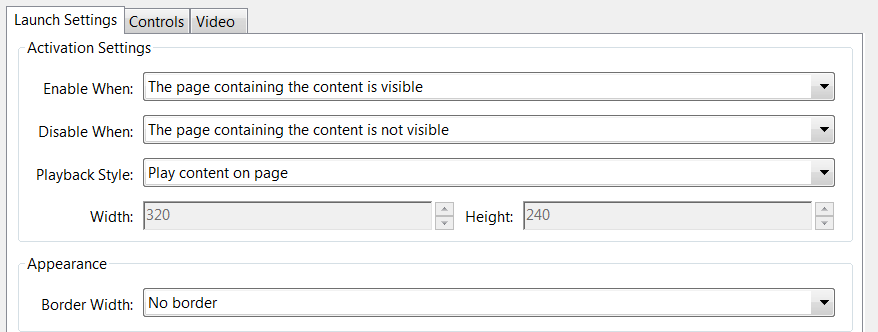 Launch Settings Controls Video
Activation Settings
Enable When: The page containing the content is visible
Disable When: The page containing the content is not visible
Playback Style: Play content on page
Width: 320 Height: 240
Appearance
Border Width: No border